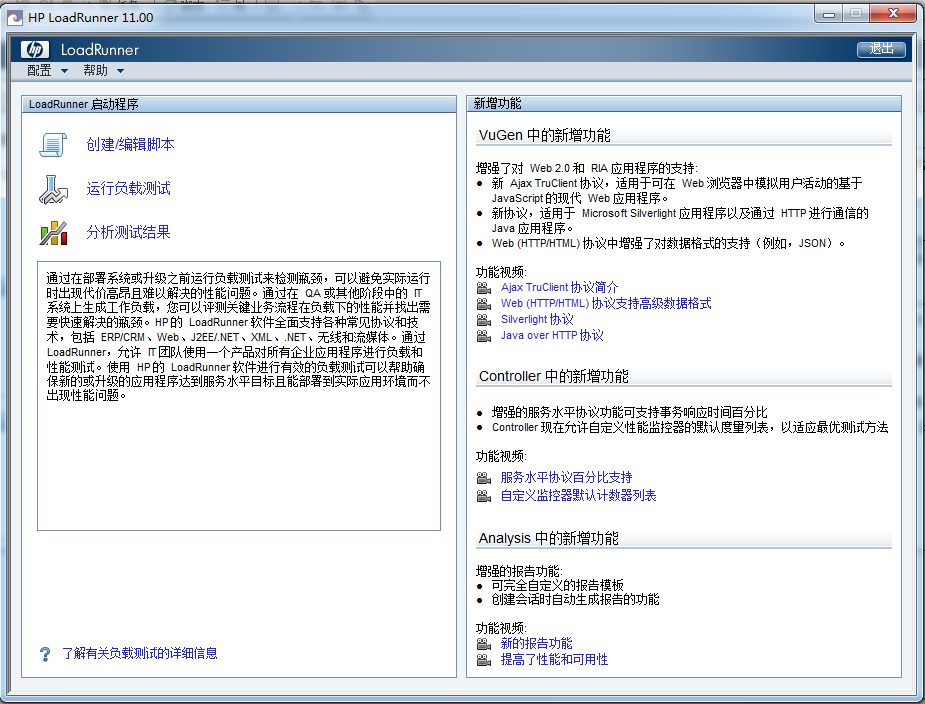 HP LoadRunner 11.00
hp LoadRunner
退出
配置 帮助
LoadRunner 启动程序
创建/编辑脚本
运行负载测试
分析测试结果
通过在部署系统或升级之前运行负载测试来检测瓶颈，可以避免实际运行
时出现代价高昂且难以解决的性能问题。通过在 QA 或其他阶段中的 IT
系统上生成工作负载，您可以评测关键业务流程在负载下的性能并找出需
要快速解决的瓶颈。HP 的 LoadRunner 软件全面支持各种常见协议和技
术，包括 ERP/CRM、Web、J2EE/.NET、XML、.NET、无线和流媒体。通过
LoadRunner，允许 IT 团队使用一个产品对所有企业应用程序进行负载和
性能测试。使用 HP 的 LoadRunner 软件进行有效的负载测试可以帮助确
保新的或升级的应用程序达到服务水平目标且能部署到实际应用环境而不
出现性能问题。
? 了解有关负载测试的详细信息
新增功能
VuGen 中的新增功能
增强了对 Web 2.0 和 RIA 应用程序的支持:
• 新 Ajax TruClient 协议，适用于可在 Web 浏览器中模拟用户活动的基于
JavaScript 的现代 Web 应用程序。
• 新协议，适用于 Microsoft Silverlight 应用程序以及通过 HTTP 进行通信的
Java 应用程序。
• Web (HTTP/HTML) 协议中增强了对数据格式的支持（例如，JSON）。
功能视频:
Ajax TruClient 协议简介
Web (HTTP/HTML) 协议支持高级数据格式
Silverlight 协议
Java over HTTP 协议
Controller 中的新增功能
• 增强的服务水平协议功能可支持事务响应时间百分比
• Controller 现在允许自定义性能监控器的默认度量列表，以适应最优测试方法
功能视频:
服务水平协议百分比支持
自定义监控器默认计数器列表
Analysis 中的新增功能
增强的报告功能:
• 可完全自定义的报告模板
• 创建会话时自动生成报告的功能
功能视频:
新的报告功能
提高了性能和可用性